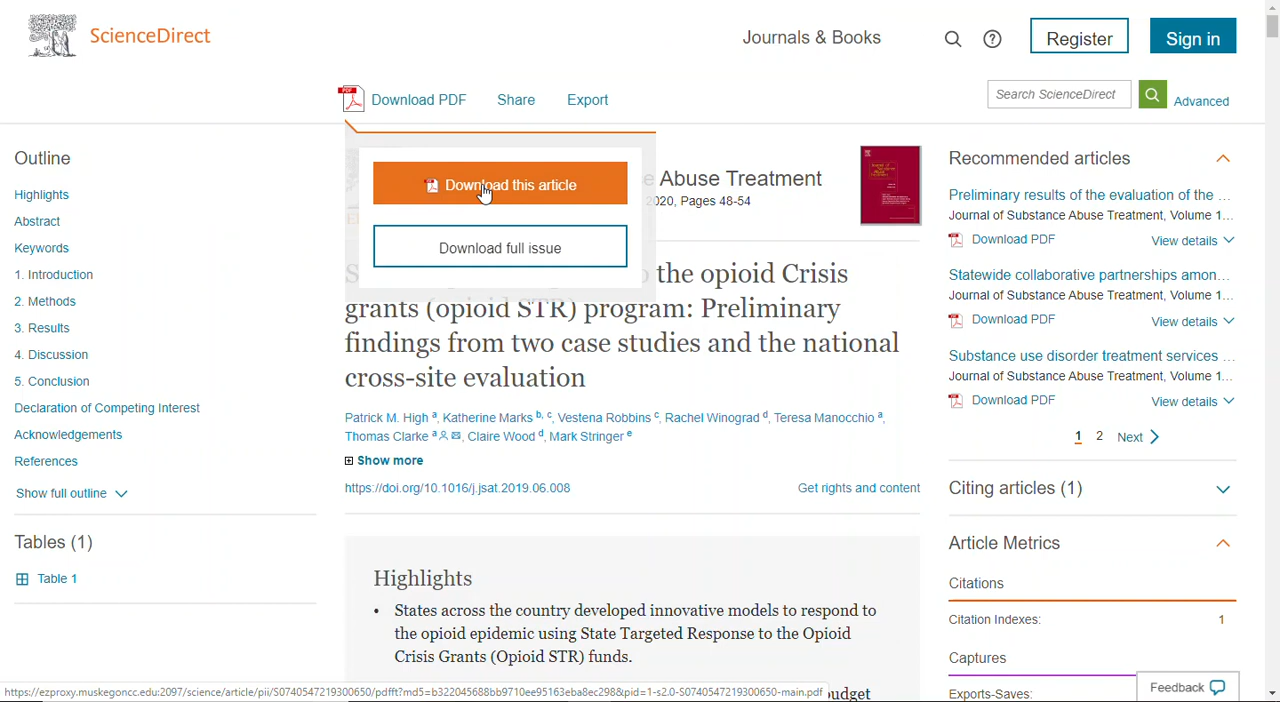 ScienceDirect
Journals & Books
Register
Sign in
Download PDF
Share
Export
Search ScienceDirect
Advanced
Outline
Highlights
Abstract
Keywords
1. Introduction
2. Methods
3. Results
4. Discussion
5. Conclusion
Declaration of Competing Interest
Acknowledgements
References
Show full outline
Tables (1)
Table 1
Download this article
Download full issue
Abuse Treatment
2020, Pages 48-54
the opioid Crisis
grants (opioid STR) program: Preliminary
findings from two case studies and the national
cross-site evaluation
Patrick M. High a, Katherine Marks b, c, Vestena Robbins c, Rachel Winograd d, Teresa Manocchio a,
Thomas Clarke a, Claire Wood d, Mark Stringer e
Show more
https://doi.org/10.1016/j.jsat.2019.06.008
Get rights and content
Highlights
• States across the country developed innovative models to respond to
the opioid epidemic using State Targeted Response to the Opioid
Crisis Grants (Opioid STR) funds.
udget
Recommended articles
Preliminary results of the evaluation of the ...
Journal of Substance Abuse Treatment, Volume 1...
Download PDF
View details
Statewide collaborative partnerships amon...
Journal of Substance Abuse Treatment, Volume 1...
Download PDF
View details
Substance use disorder treatment services ...
Journal of Substance Abuse Treatment, Volume 1...
Download PDF
View details
1 2 Next
Citing articles (1)
Article Metrics
Citations
Citation Indexes: 1
Captures
Exports-Saves:
Feedback
https://ezproxy.muskegoncc.edu:2097/science/article/pii/S0740547219300650/pdfft?md5=b322045688bb9710ee95163eba8ec298&pid=1-s2.0-S0740547219300650-main.pdf